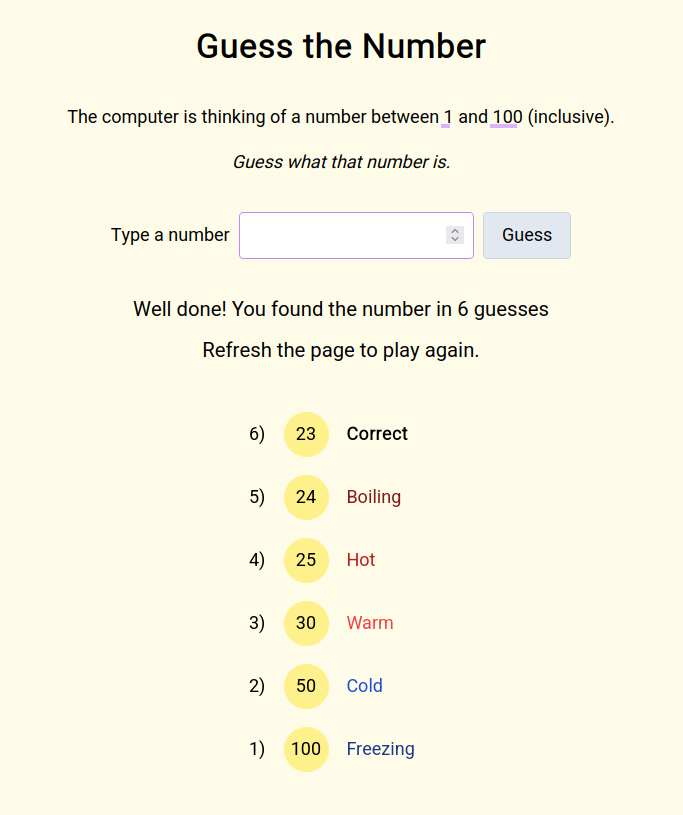 Guess the Number
The computer is thinking of a number between 1 and 100 (inclusive).
Guess what that number is.
Type a number Guess
Well done! You found the number in 6 guesses
Refresh the page to play again.
6) 23 Correct
5) 24 Boiling
4) 25 Hot
3) 30 Warm
2) 50 Cold
1) 100 Freezing